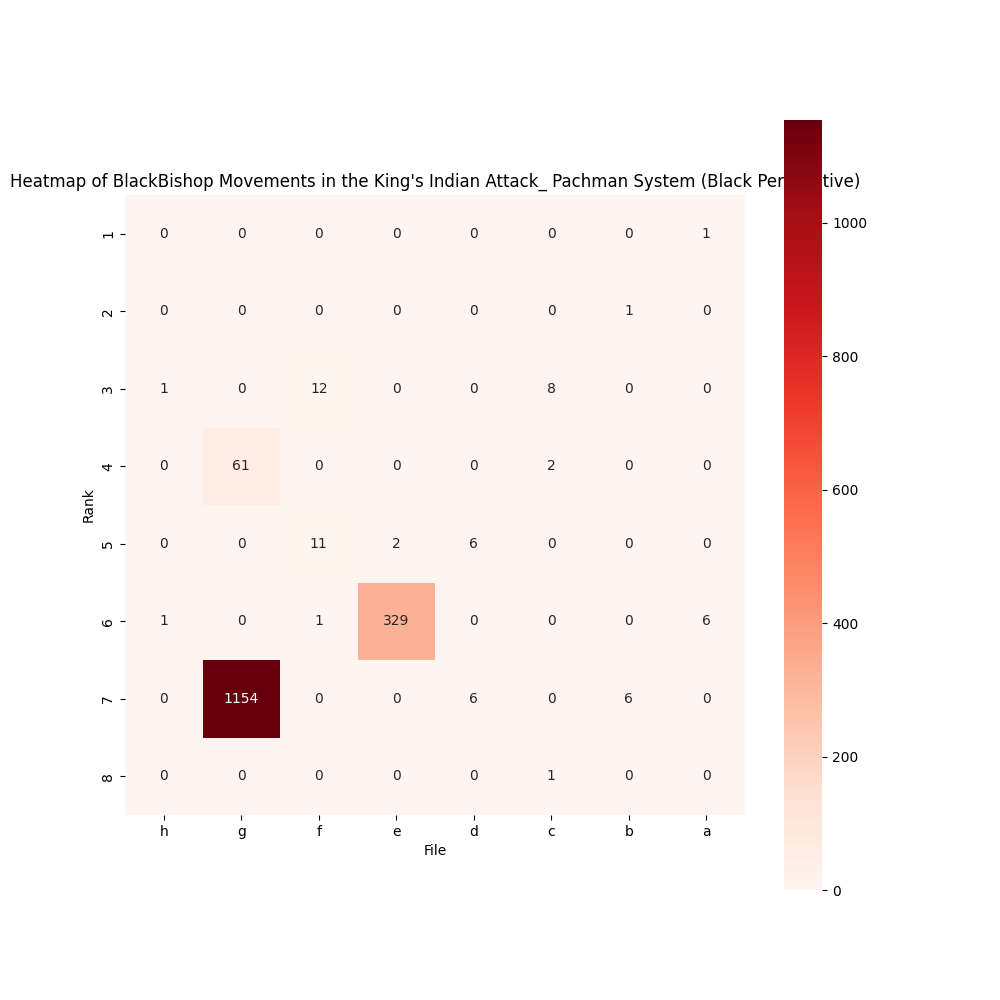 Heatmap of BlackBishop Movements in the King's Indian Attack_ Pachman System (Black Per tive)
1 0 0 0 0 0 0 0 1
2 0 0 0 0 0 0 1 0
3 1 0 12 0 0 8 0 0
4 0 61 0 0 0 2 0 0
5 0 0 11 2 6 0 0 0
6 1 0 1 329 0 0 0 6
7 0 1154 0 0 6 0 6 0
8 0 0 0 0 0 1 0 0
h g f e d c b a
File
Rank
1000
800
600
400
200
0